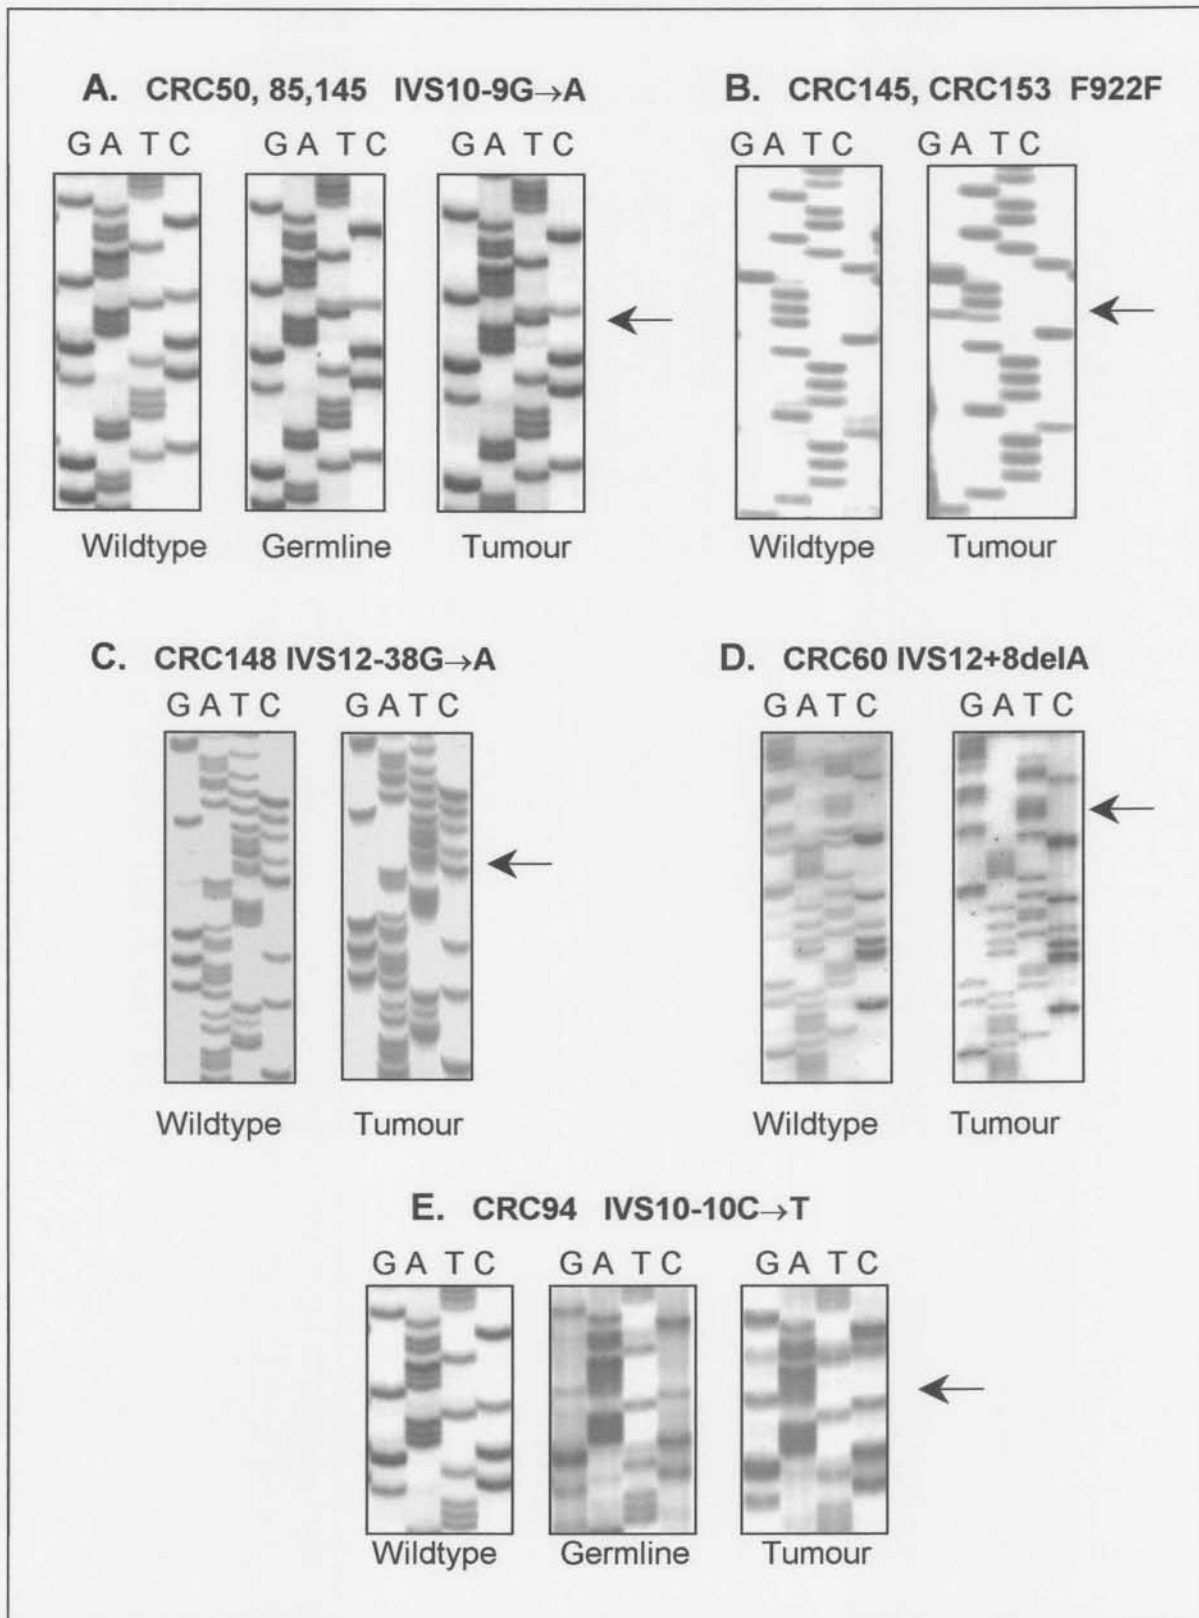 A. CRC50, 85,145 IVS10-9G→A
G A T C G A T C G A T C
Wildtype Germline Tumour
B. CRC145, CRC153 F922F
G A T C G A T C
Wildtype Tumour
C. CRC148 IVS12-38G→A
G A T C G A T C
Wildtype Tumour
D. CRC60 IVS12+8delA
G A T C G A T C
Wildtype Tumour
E. CRC94 IVS10-10C→T
G A T C G A T C G A T C
Wildtype Germline Tumour